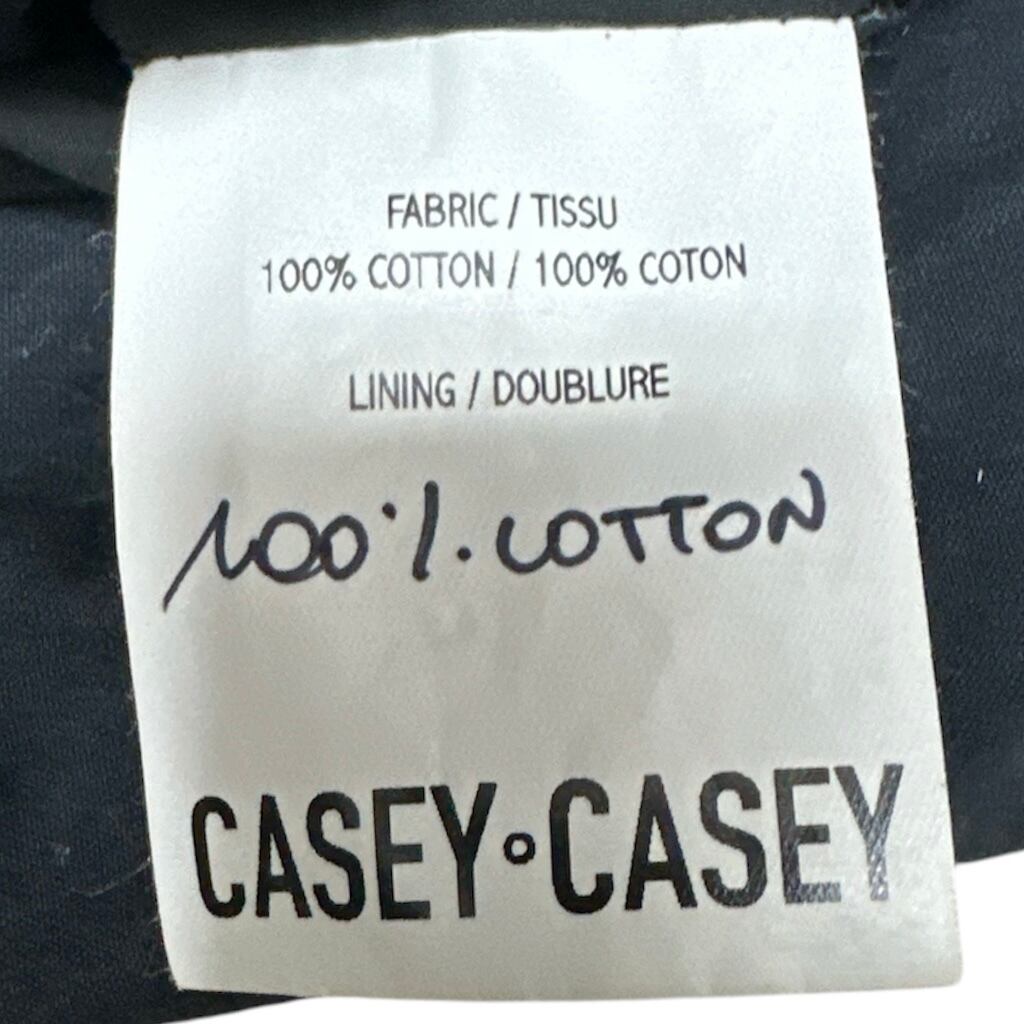 FABRIC / TISSU
100% COTTON / 100% COTON
LINING / DOUBLURE
100% COTTON
CASEY°CASEY